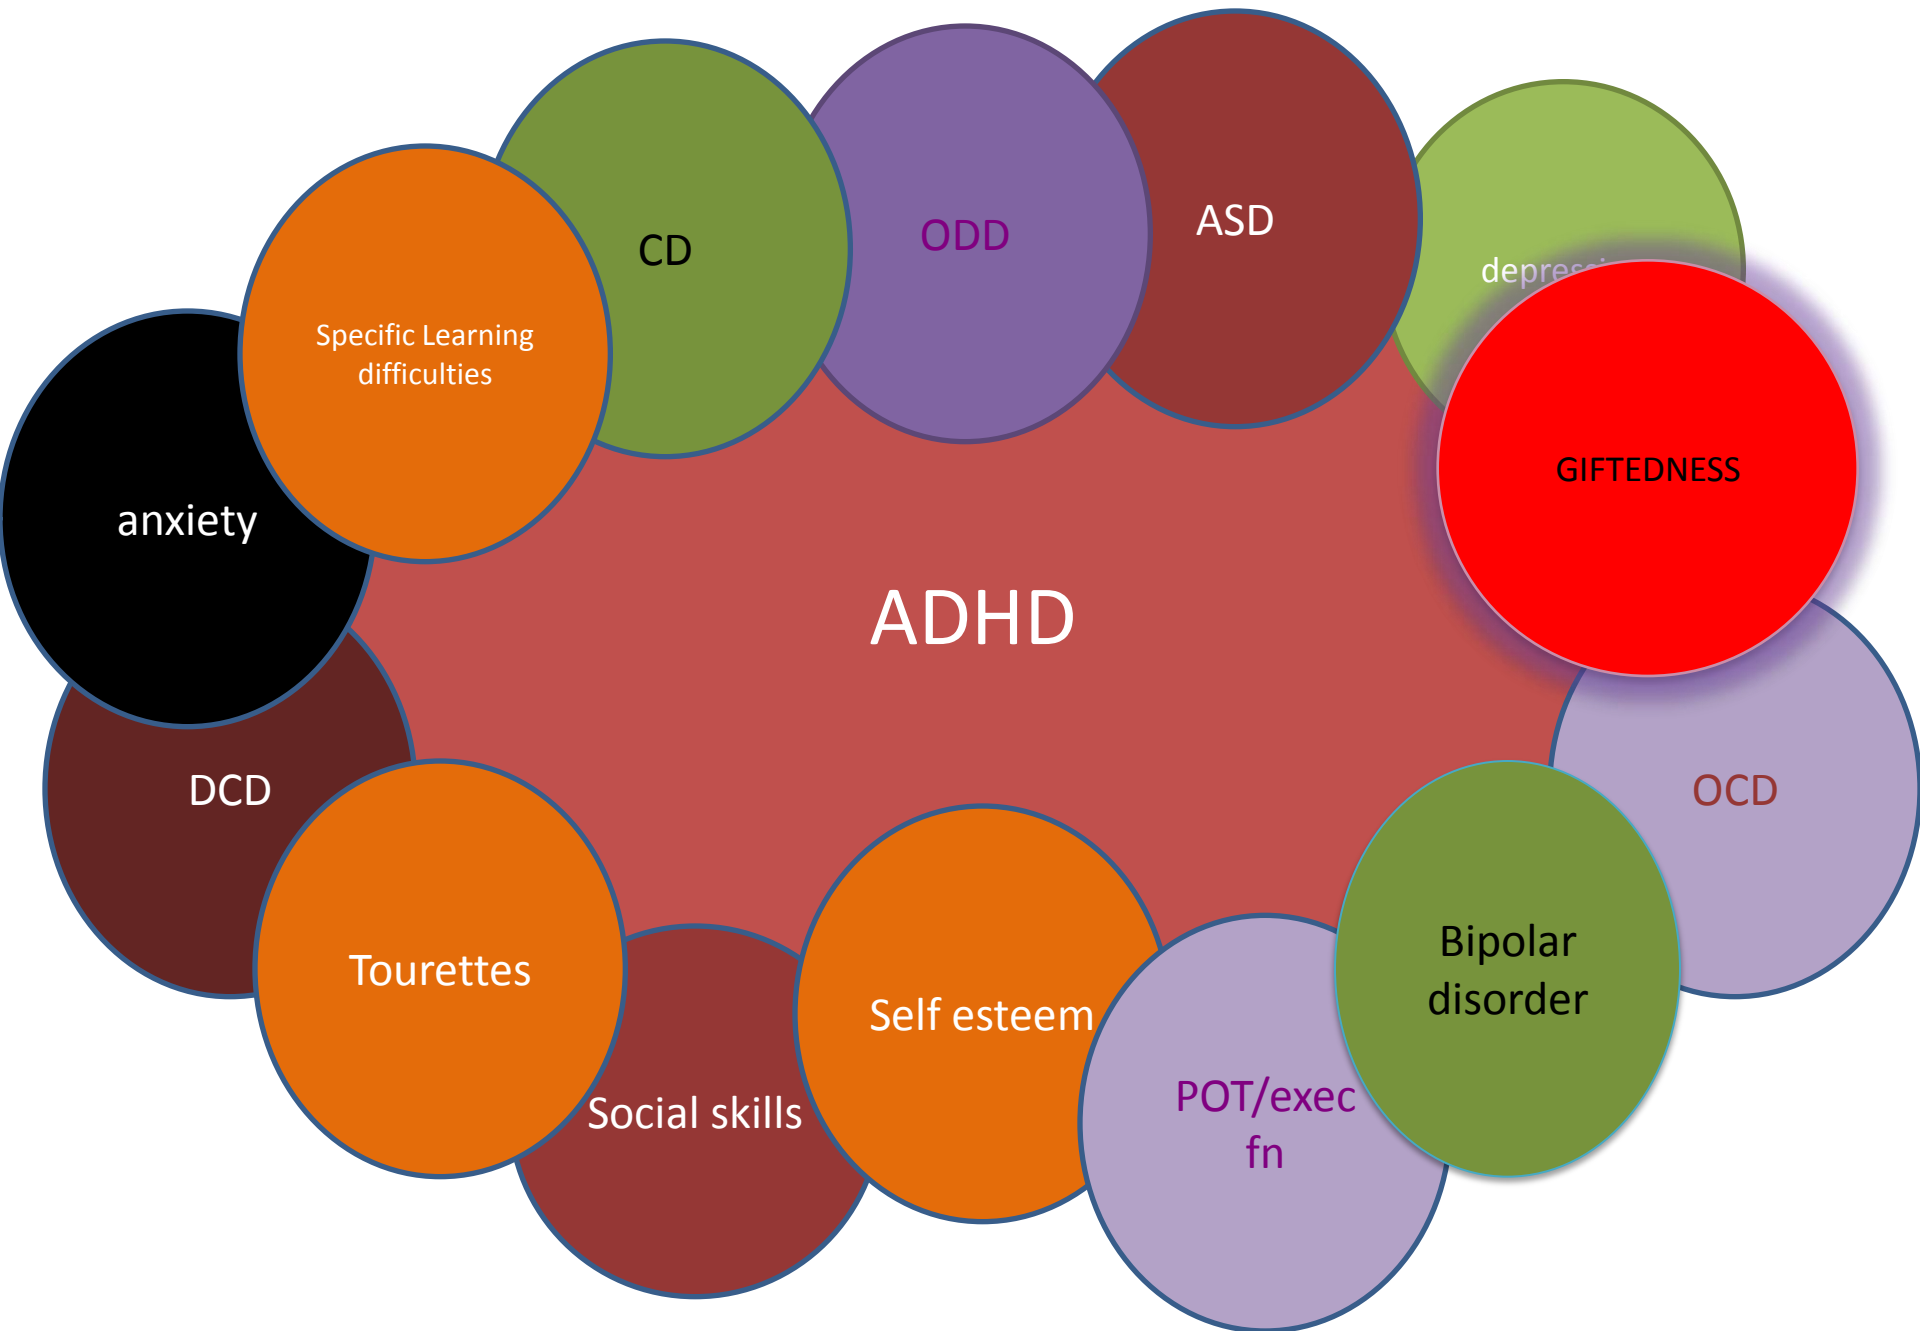 ASD
ODD
CD
depressi
Specific Learning
difficulties
GIFTEDNESS
anxiety
ADHD
DCD
OCD
Tourettes
Bipolar
disorder
Self esteem
Social skills
POT/exec
fn